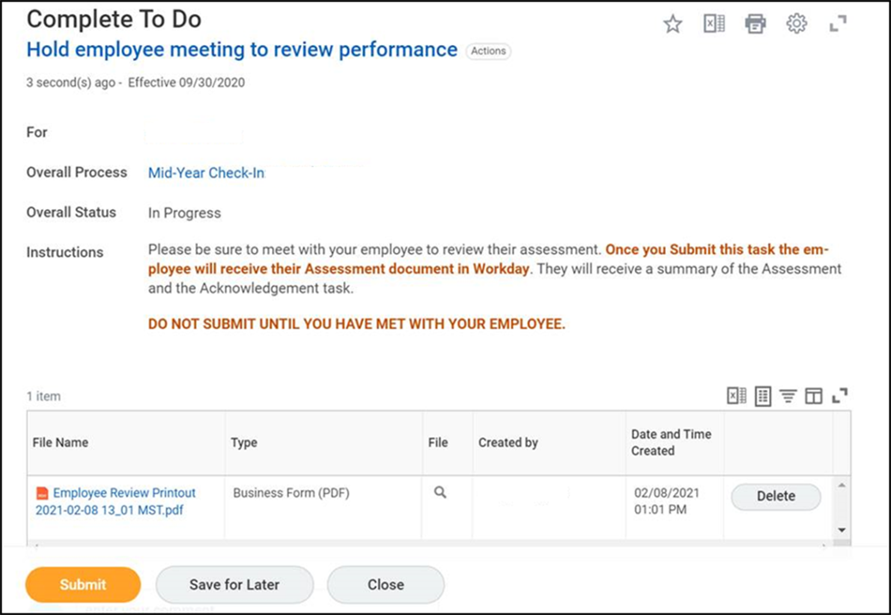 Complete To Do
Hold employee meeting to review performance Actions
3 second(s) ago - Effective 09/30/2020
For
Overall Process Mid-Year Check-In
Overall Status In Progress
Instructions Please be sure to meet with your employee to review their assessment. Once you Submit this task the em-
ployee will receive their Assessment document in Workday. They will receive a summary of the Assessment
and the Acknowledgement task.
DO NOT SUBMIT UNTIL YOU HAVE MET WITH YOUR EMPLOYEE.
1 item
File Name Type File Created by Date and Time
Created
Employee Review Printout Business Form (PDF) 02/08/2021 Delete
2021-02-08 13_01 MST.pdf 01:01 PM
Submit Save for Later Close